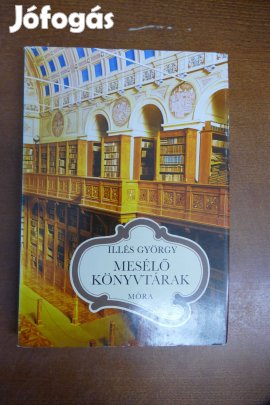 Jófogás
ILLÉS GYÖRGY
MESÉLŐ
KÖNYVTÁRAK
MÓRA